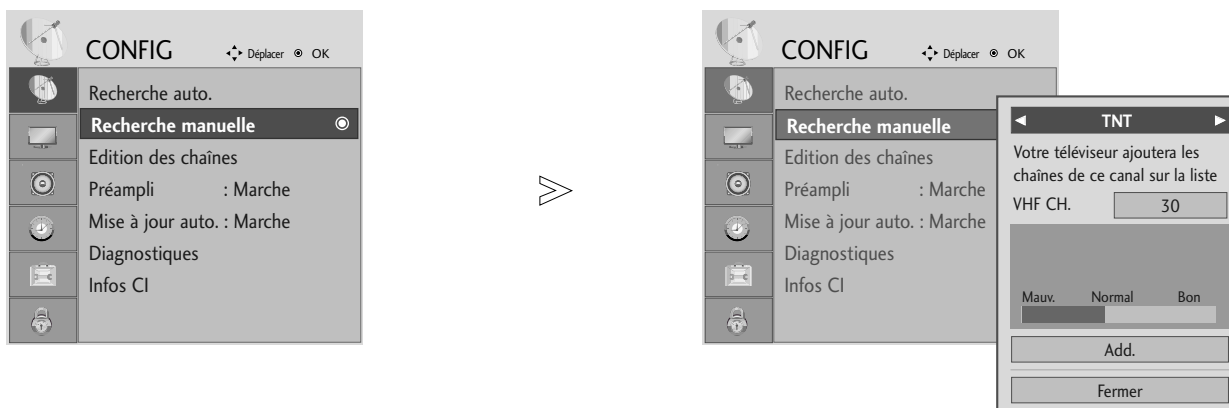 CONFIG Déplacer OK
Recherche auto.
Recherche manuelle
Edition des chaînes
Préampli : Marche
Mise à jour auto. : Marche
Diagnostiques
Infos CI
CONFIG Déplacer OK
Recherche auto.
Recherche manuelle
Edition des chaînes
Préampli : Marche
Mise à jour auto. : Marche
Diagnostiques
Infos CI
TNT
Votre téléviseur ajoutera les
chaînes de ce canal sur la liste
VHF CH. 30
Mauv. Normal Bon
Add.
Fermer